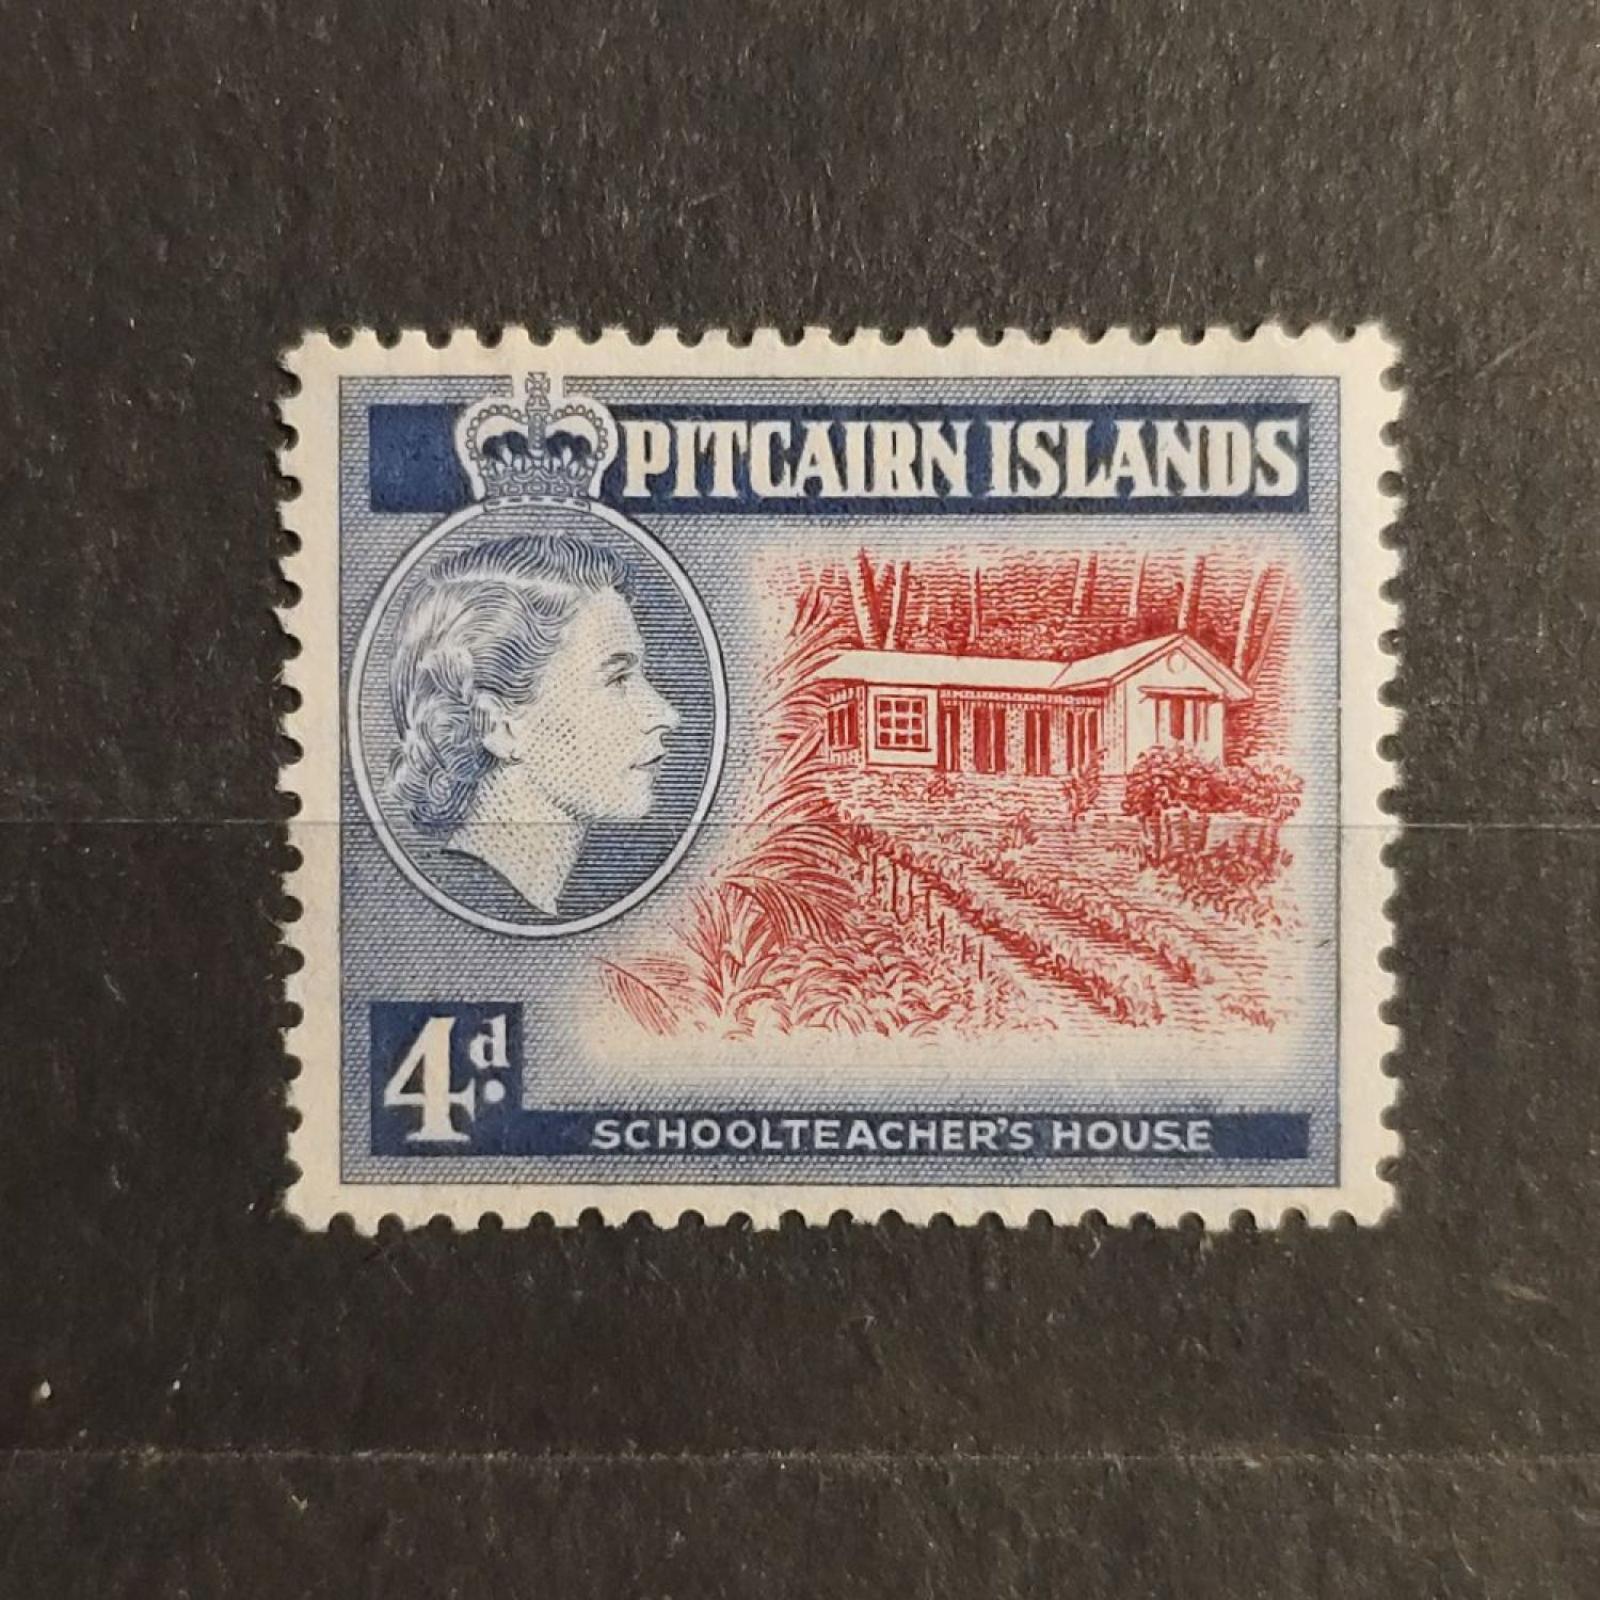 PITCAIRN ISLANDS
4d.
SCHOOLTEACHER'S HOUSE